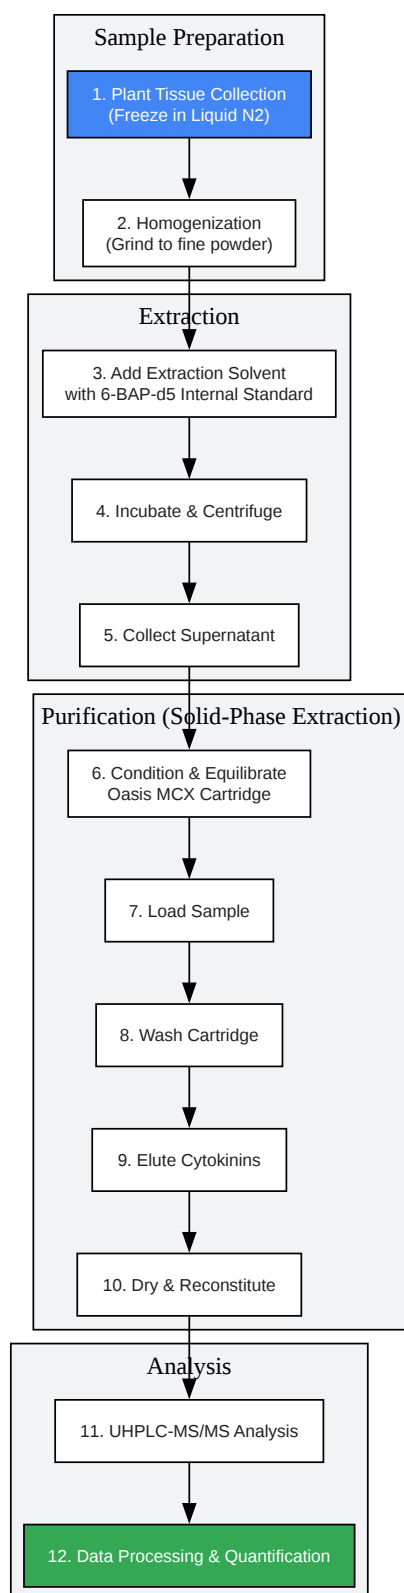 Sample Preparation
1. Plant Tissue Collection
(Freeze in Liquid N2)
2. Homogenization
(Grind to fine powder)
Extraction
3. Add Extraction Solvent
with 6-BAP-d5 Internal Standard
4. Incubate & Centrifuge
5. Collect Supernatant
Purification (Solid-Phase Extraction)
6. Condition & Equilibrate
Oasis MCX Cartridge
7. Load Sample
8. Wash Cartridge
9. Elute Cytokinins
10. Dry & Reconstitute
Analysis
11. UHPLC-MS/MS Analysis
12. Data Processing & Quantification